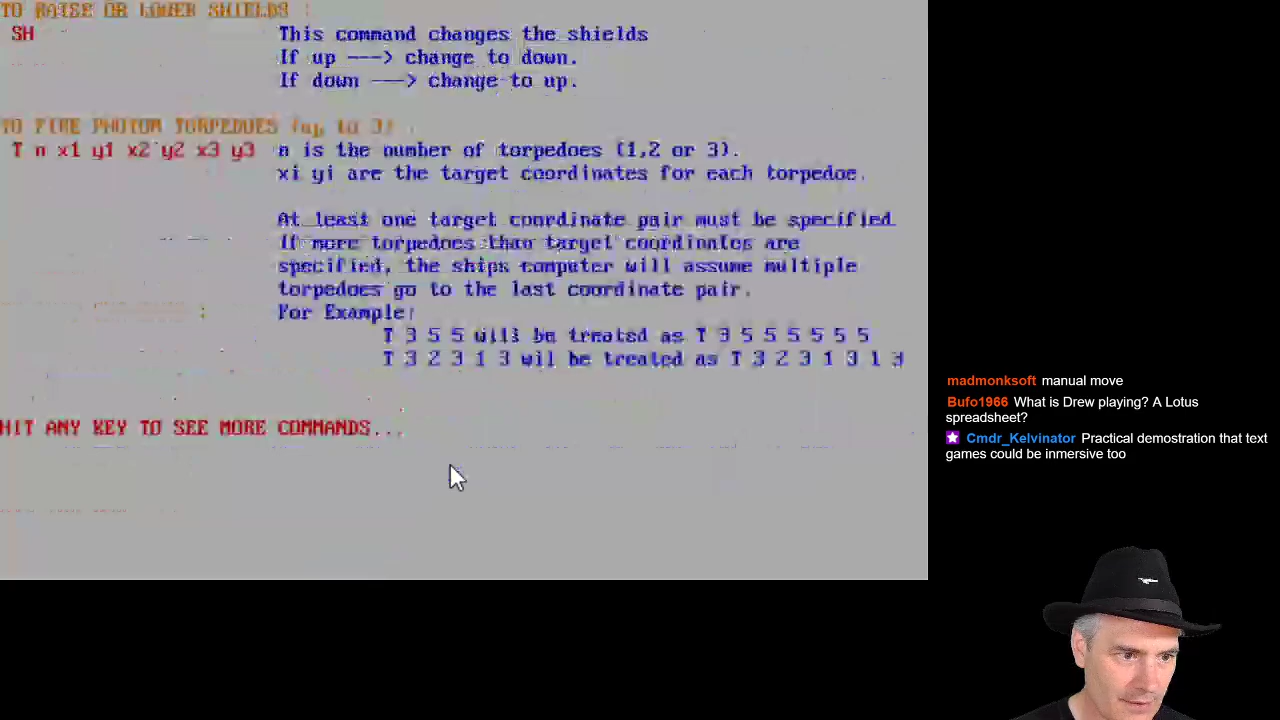 TO RAISE OR LOWER SHIELDS :
SH This command changes the shields
If up ---> change to down.
If down ---> change to up.
TO FIRE PHOTON TORPEDOES (up to 3) :
T n x1 y1 x2 y2 x3 y3 n is the number of torpedoes (1,2 or 3).
xi yi are the target coordinates for each torpedoe.
At least one target coordinate pair must be specified
If more torpedoes than target coordinates are
specified, the ships computer will assume multiple
torpedoes go to the last coordinate pair.
For Example:
T 3 5 5 will be treated as T 3 5 5 5 5 5 5
T 3 2 3 1 3 wil be treated as T 3 2 3 1 3 1 3
HIT ANY KEY TO SEE MORE COMMANDS...
madmonksoft manual move
Bufo1966 What is Drew playing? A Lotus
spreadsheet?
Cmdr_Kelvinator Practical demostration that text
games could be inmersive too